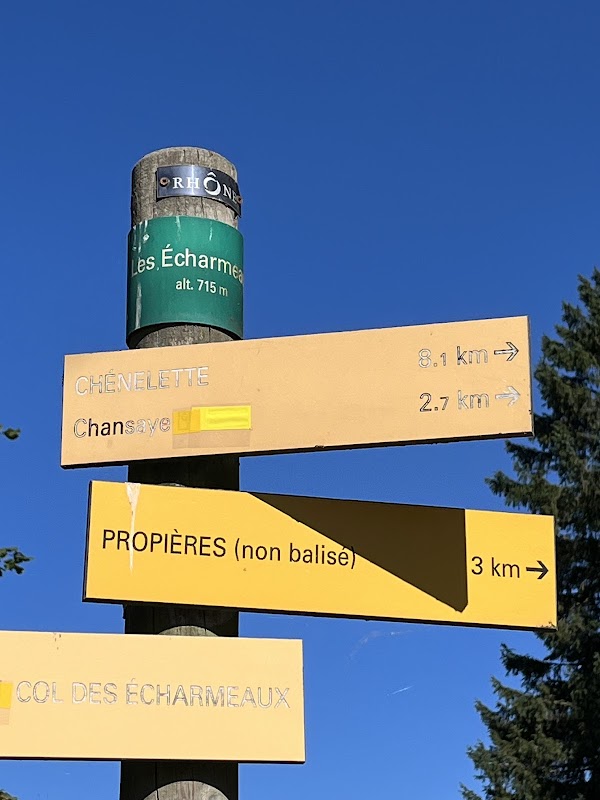 RHÔNE
Les Écharmea
alt. 715 m
CHÉNELETTE 8.1 km →
Chansaye 2.7 km →
PROPIÈRES (non balisé) 3 km →
COL DES ÉCHARMEAUX